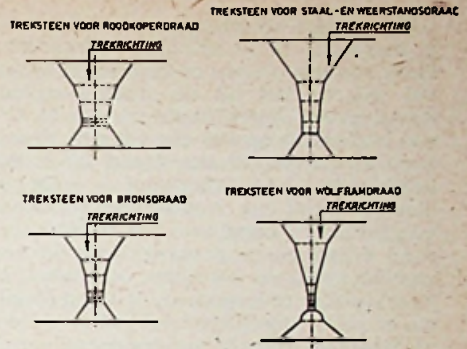 TREKSTEEN VOOR ROODKOPERDRAAD
TREKRICHTING
TREKSTEEN VOOR STAAL-EN WEERSTANDSDRAAD
TREKRICHTING
TREKSTEEN VOOR BRONSDRAAD
TREKRICHTING
TREKSTEEN VOOR WOLFRAMDRAAD
TREKRICHTING